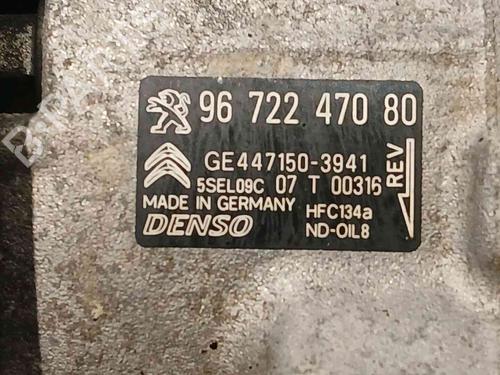 96 722 470 80
GE447150-3941
5SEL09C 07 T 00316
MADE IN GERMANY
HFC134a
DENSO
ND-OIL8
REV